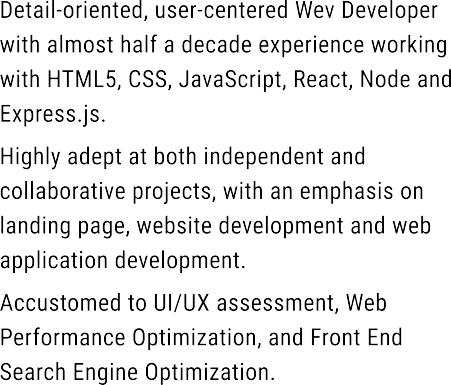 Detail-oriented, user-centered Wev Developer
with almost half a decade experience working
with HTML5, CSS, JavaScript, React, Node and
Express.js.
Highly adept at both independent and
collaborative projects, with an emphasis on
landing page, website development and web
application development.
Accustomed to UI/UX assessment, Web
Performance Optimization, and Front End
Search Engine Optimization.